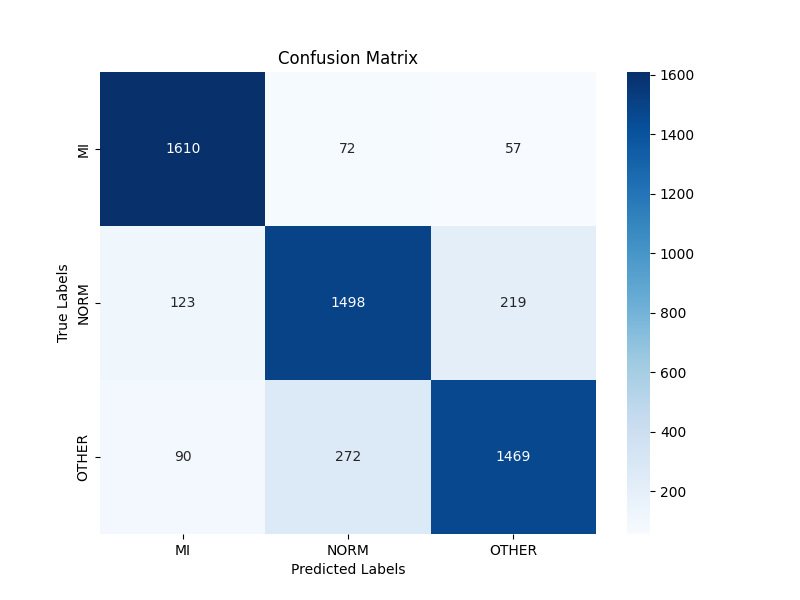 Confusion Matrix
MI
1610 72 57
NORM
123 1498 219
OTHER
90 272 1469
True Labels
MI NORM OTHER
Predicted Labels
1600
1400
1200
1000
800
600
400
200